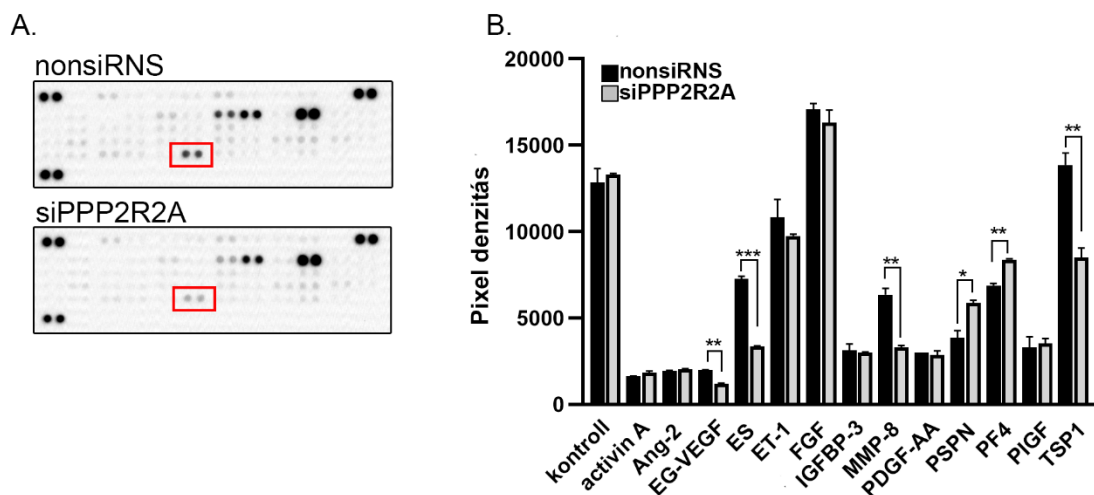 A.
nonsiRNS
siPPP2R2A
B.
Pixel denzitás
20000
15000
10000
5000
0
nonsiRNS
siPPP2R2A
**
***
**
*
**
**
kontroll
activin A
Ang-2
EG-VEGF
ES
ET-1
FGF
IGFBP-3
MMP-8
PDGF-AA
PSPN
PF4
PlGF
TSP1